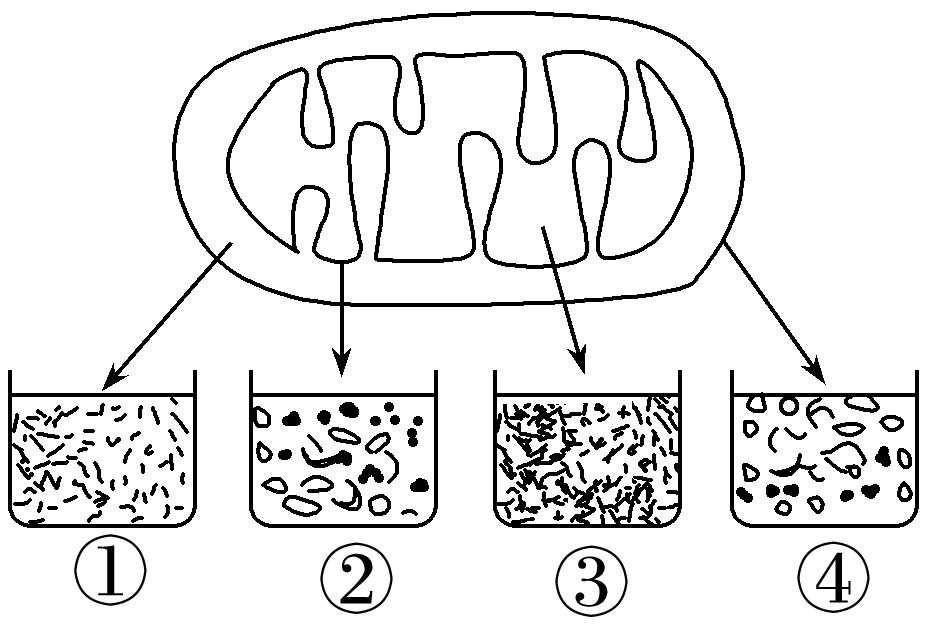 ① ② ③ ④